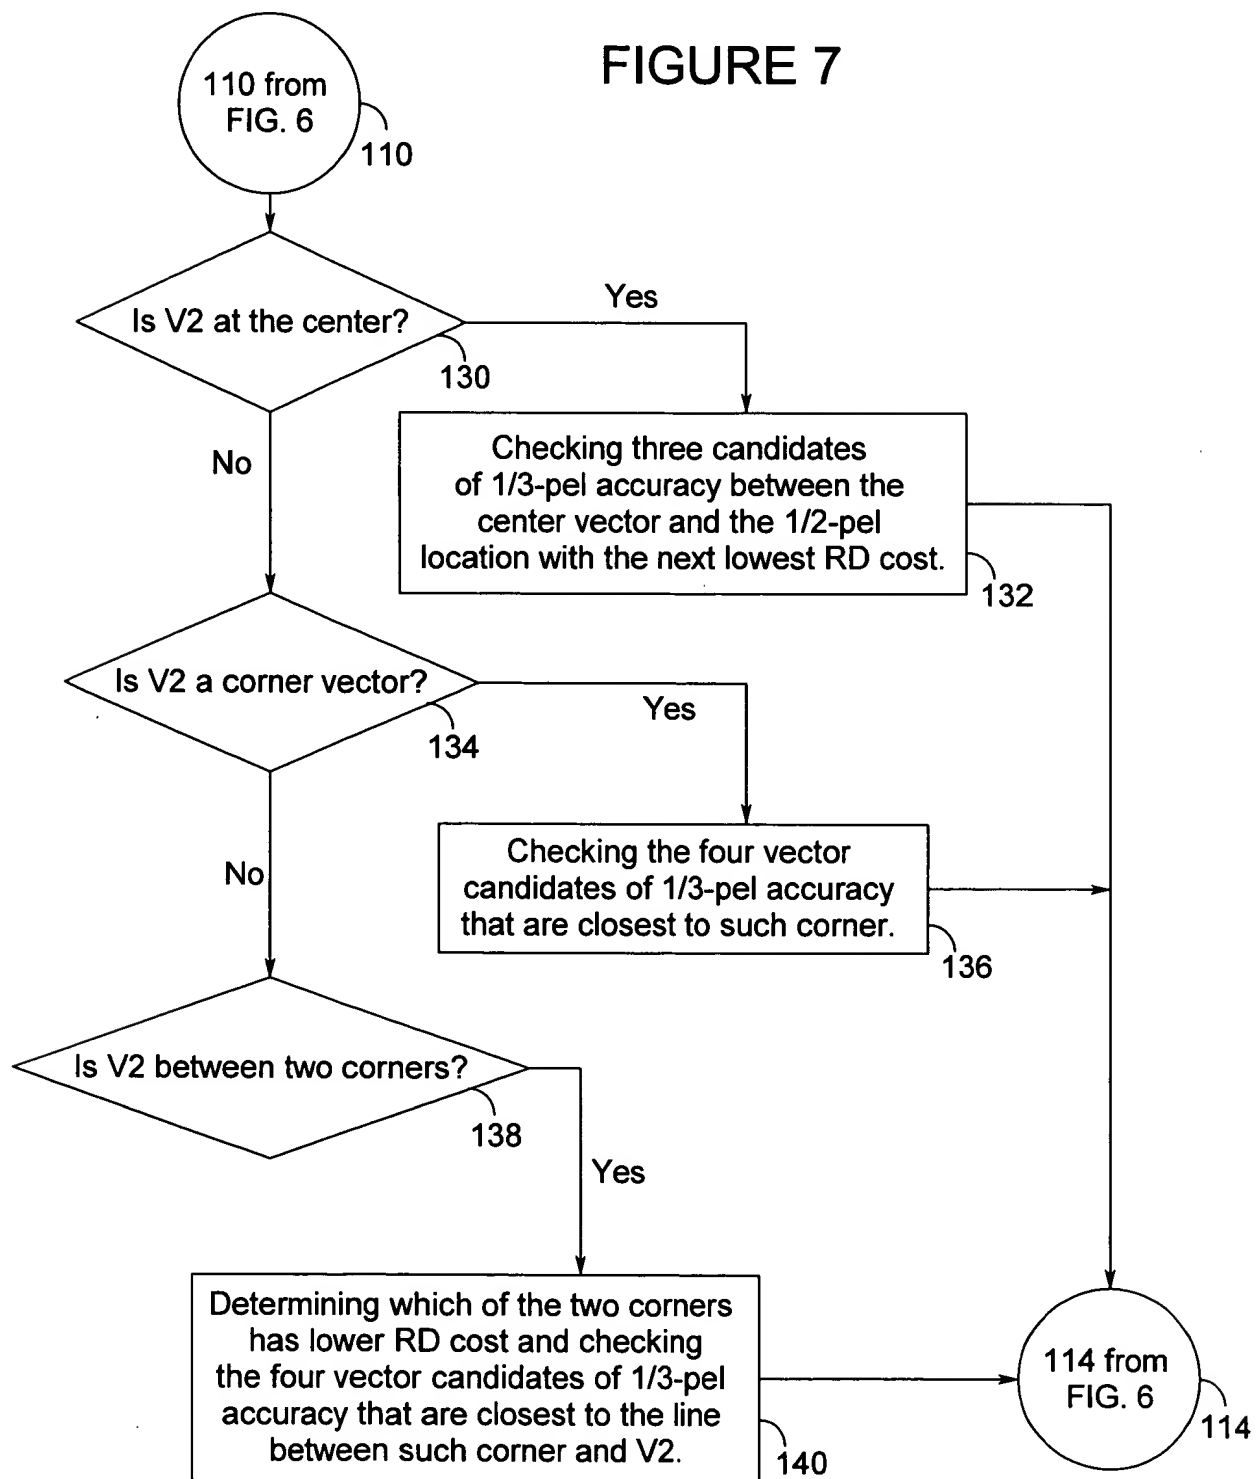 FIGURE 7
110 from
FIG. 6
110
Is V2 at the center?
Yes
130
No
Checking three candidates
of 1/3-pel accuracy between the
center vector and the 1/2-pel
location with the next lowest RD cost.
132
Is V2 a corner vector?
Yes
134
No
Checking the four vector
candidates of 1/3-pel accuracy
that are closest to such corner.
136
Is V2 between two corners?
138
Yes
Determining which of the two corners
has lower RD cost and checking
the four vector candidates of 1/3-pel
accuracy that are closest to the line
between such corner and V2.
140
114 from
FIG. 6
114